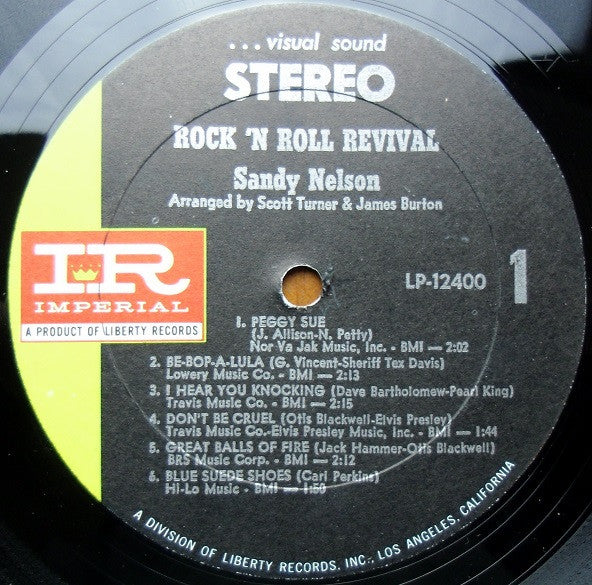 ...visual sound
STEREO
ROCK 'N ROLL REVIVAL
Sandy Nelson
Arranged by Scott Turner & James Burton
IR
IMPERIAL
A PRODUCT OF LIBERTY RECORDS
LP-12400
1
1. PEGGY SUE
(J. Allison-N. Petty)
Nor Va Jak Music, Inc. - BMI — 2:02
2. BE-BOP-A-LULA (G. Vincent-Sheriff Tex Davis)
Lowery Music Co. - BMI — 2:13
3. I HEAR YOU KNOCKING (Dave Bartholomew-Pearl King)
Travis Music Co. - BMI — 2:15
4. DON'T BE CRUEL (Otis Blackwell-Elvis Presley)
Travis Music Co.-Elvis Presley Music, Inc. - BMI — 1:44
5. GREAT BALLS OF FIRE (Jack Hammer-Otis Blackwell)
BRS Music Corp. - BMI — 2:12
6. BLUE SUEDE SHOES (Carl Perkins)
Hi-Lo Music - BMI — 1:50
A DIVISION OF LIBERTY RECORDS, INC., LOS ANGELES, CALIFORNIA